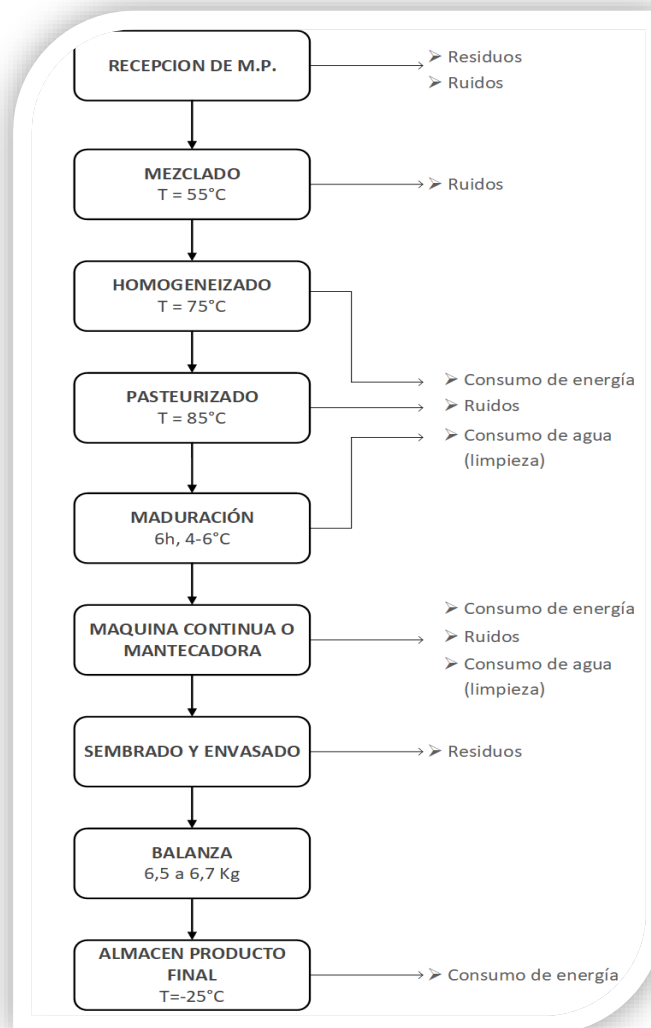 RECEPCION DE M.P.
➢ Residuos
➢ Ruidos
MEZCLADO
T = 55°C
➢ Ruidos
HOMOGENEIZADO
T = 75°C
PASTEURIZADO
T = 85°C
➢ Consumo de energía
➢ Ruidos
➢ Consumo de agua
(limpieza)
MADURACIÓN
6h, 4-6°C
MAQUINA CONTINUA O
MANTECADORA
➢ Consumo de energía
➢ Ruidos
➢ Consumo de agua
(limpieza)
SEMBRADO Y ENVASADO
➢ Residuos
BALANZA
6,5 a 6,7 Kg
ALMACEN PRODUCTO
FINAL
T=-25°C
➢ Consumo de energía